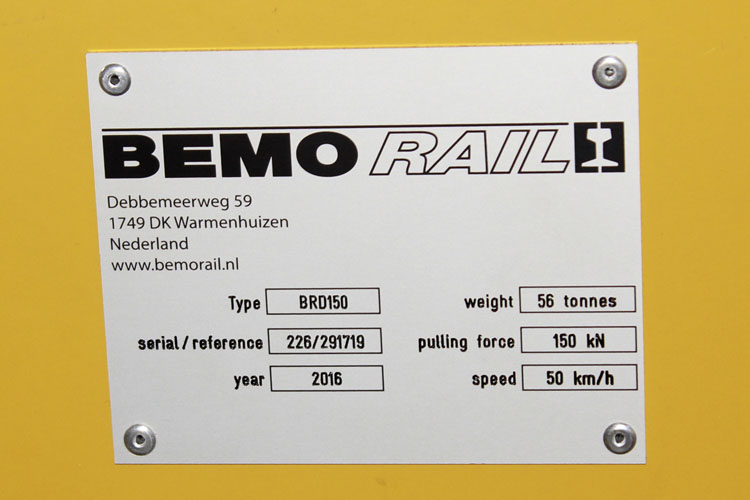 BEMO RAIL
Debbemeerweg 59
1749 DK Warmenhuizen
Nederland
www.bemorail.nl
Type BRD150 weight 56 tonnes
serial/reference 226/291719 pulling force 150 kN
year 2016 speed 50 km/h